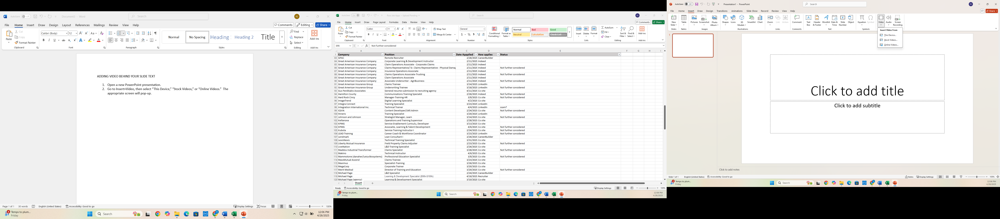 AutoSave Off Document1 - Word Search RS
File Home Insert Draw Design Layout References Mailings Review View Help Comments Editing Share
Paste Cut Copy Format Painter Clipboard
Calibri (Body) 12 Font Paragraph
Normal No Spacing Heading Heading 2 Title Styles
Find Replace Select Editing Add-ins Add-ins
ADDING VIDEO BEHIND YOUR SLIDE TEXT
1. Open a new PowerPoint presentation.
2. Go to Insert>Video, then select “This Device,” “Stock Videos,” or “Online Videos.” The
appropriate screen will pop-up.
Page 1 of 1 30 words English (United States) Accessibility: Good to go Display Settings Focus 100%
Temps to plum... Friday Search 12:06 PM 4/28/2025
AutoSave Search RS
File Home Insert Draw Page Layout Formulas Data Review View Help Comments Share
Paste Cut Copy Format Painter Clipboard Calibri 11 Font Wrap Text Merge & Center Alignment General Number
Conditional Formatting Format as Table Normal Bad Good Neutral Calculation Check Cell Styles
Insert Delete Format Cells AutoSum Fill Clear Sort & Filter Find & Select Editing Add-ins Add-ins
E95 Not further considered
A B C D E F G H I
1 Company Position Date Appplied How applies Status
83 GPAC Remote Recruiter 2/28/2025 CareerBuilder
84 Great American Insurance Company Corporate Learning & Development Instructor 2/11/2025 Indeed
85 Great American Insurance Company Claim Operations Associate - Corporate Claims 2/11/2025 Indeed
86 Great American Insurance Company Claims Representative/ Sr. Claims Representative - Physical Damag 2/11/2025 Indeed Not further considered
87 Great American Insurance Company Insurance Operations Associate 2/11/2025 Indeed
88 Great American Insurance Company Claims Operations Associate-Trucking 2/11/2025 Indeed Not further considered
89 Great American Insurance Company Claim Operations Associate 2/11/2025 Indeed
90 Great American Insurance Company Associate Underwriter - AgriBusiness 2/11/2025 Indeed Not further considered
91 Great American Insurance Group Claims Trainee 3/14/2025 LinkedIn
92 Great American Insurance Group Underwriting Trainee 3/18/2025 LinkedIn Not further considered
93 Gus Perdikakis Associates General resume submission to recruiting agency 4/11/2025 Co site
94 Hamilton County Communications Training Specialst 2/26/2025 Indeed Not further considered
95 Hard Rock Cincy Manager-Training-HR 3/8/2025 Co site Not further considered
96 ImageTrend Digital Learning Specialist 4/2/2025 Co site
97 Integra Connect Training Specialist 3/23/2025 LinkedIn
98 Integration International Inc. Technical Trainer 4/4/2025 LinkedIn scam?
99 IQVIA Content Developer/LMS Admin 2/24/2025 Co site Not further considered
100 Itineris Training Specialist 3/20/2025 LinkedIn
101 Johnson and Johnson Strategist Manager, Learn 3/14/2025 Co site Not further considered
102 Kellanova Operations and Training Supervisor 2/28/2025 Co site
103 KPMG Service Enablement Curriculu, Developer 3/13/2025 Co site
104 KPMG Assocaite, Learning & Talent Development 4/6/2025 Co site Not further considered
105 Kubota Service Training Instructor I 2/24/2025 Co site Not further considered
106 LEAD Training Career Coach & Workforce Coordinator 3/23/2025 LinkedIn Not further considered
107 Lendmark Loan Consultant I 2/26/2025 CareerBuilder
108 LexisNexis Technical Training Specialist 3/31/2025 Co site
109 Liberty Mutual Insurance Field Property Claims Adjuster 2/23/2025 Co site Not further considered
110 LiveNation L&D Training Specialist 2/26/2025 Co site
111 Maddox Industrial Transformer Claims Specialist 3/28/2025 Co site Not further considered
112 Makino Technical Instructor 4/6/2025 Co site
113 Mammotone (danaher/Leica Biosystems) Professional Education Specialist 3/8/2025 Co site Not further considered
114 MassMutual Ascend Claims Trainee 3/23/2025 Co site
115 Maximus Specialist-Training 3/26/2025 Co site
116 MegaCorp Corporate Trainer 3/20/2025 Co site
117 Merit Medical Director of Training and Education 3/20/2025 Co site Not further considered
118 Michael Page L&D Specialist 2/24/2025 CareerBuilder
119 Michael Page Learning & Development Specialist ($90k-$100k) 4/18/2025 Recruiter
120 Michael Page (agency) Learning & Development Specialist 3/10/2025 Co site
Sheet1
Ready Accessibility: Good to go Display Settings 100%
Temps to plum... Friday Search 12:06 PM 4/28/2025
AutoSave Off Presentation1 - PowerPoint Search RS
File Home Insert Draw Design Transitions Animations Slide Show Record Review View Help Share
New Slide Table Pictures Screenshot Photo Album Shapes Icons 3D Models SmartArt Chart Zoom Link Action Comment Text Box Header & Footer WordArt Date & Time Slide Number Object Equation Symbol Video Audio Screen Recording
Slides Tables Images Illustrations Links Comments Text Symbols
Insert Video From
This Device...
Stock Videos...
Online Videos...
1
Click to add title
Click to add subtitle
Click to add notes
Slide 1 of 1 English (United States) Accessibility: Good to go Notes Display Settings 105%
Temps to plum... Friday Search 12:06 PM 4/28/2025